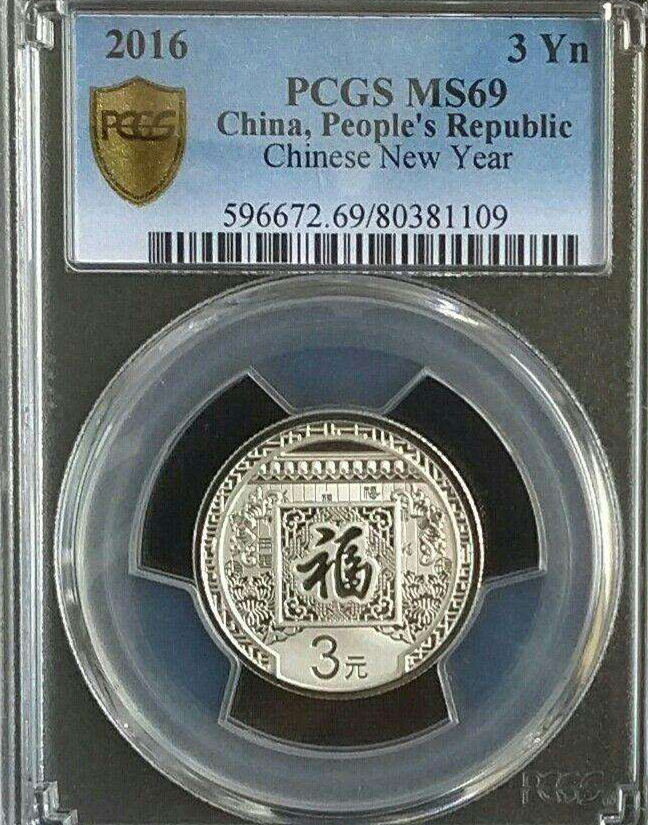 2016
3 Yn
PCGS MS69
China, People's Republic
Chinese New Year
PCGS
596672.69/80381109
福
3元
PCGS